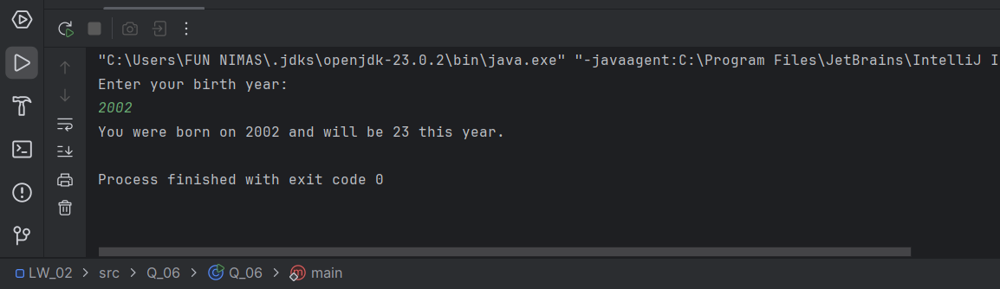 "C:\Users\FUN NIMAS\.jdks\openjdk-23.0.2\bin\java.exe" "-javaagent:C:\Program Files\JetBrains\IntelliJ I
Enter your birth year:
2002
You were born on 2002 and will be 23 this year.
Process finished with exit code 0
LW_02 > src > Q_06 > Q_06 > main